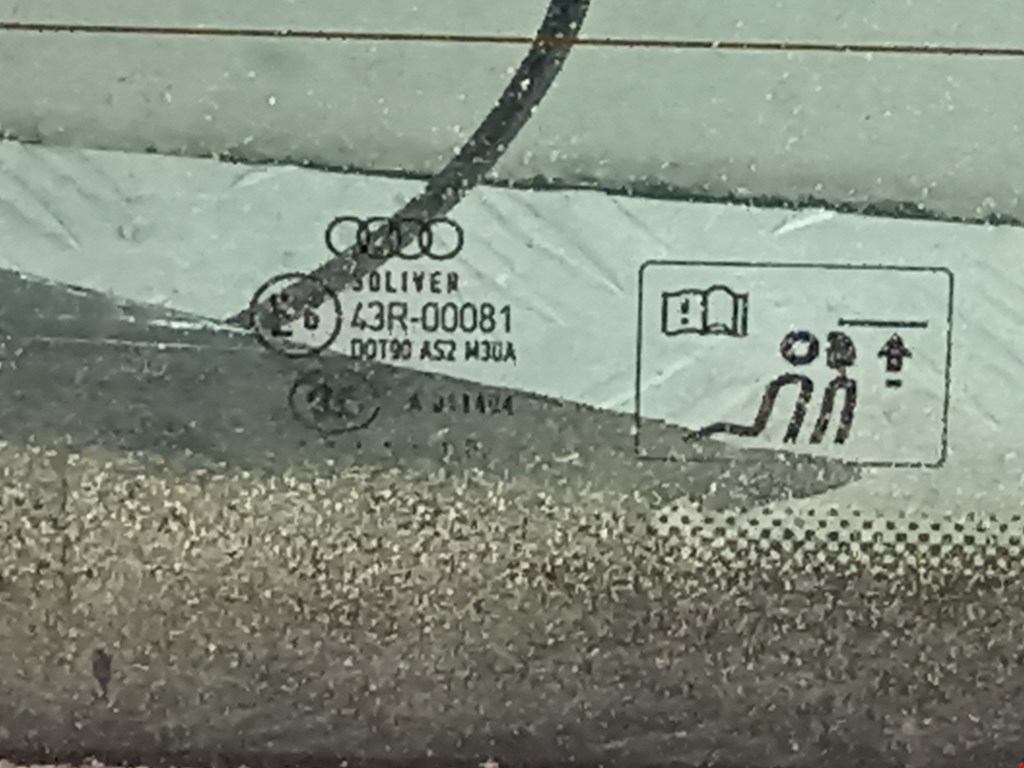 SOLIVER
E6
43R-00081
DOT90 AS2 M30A